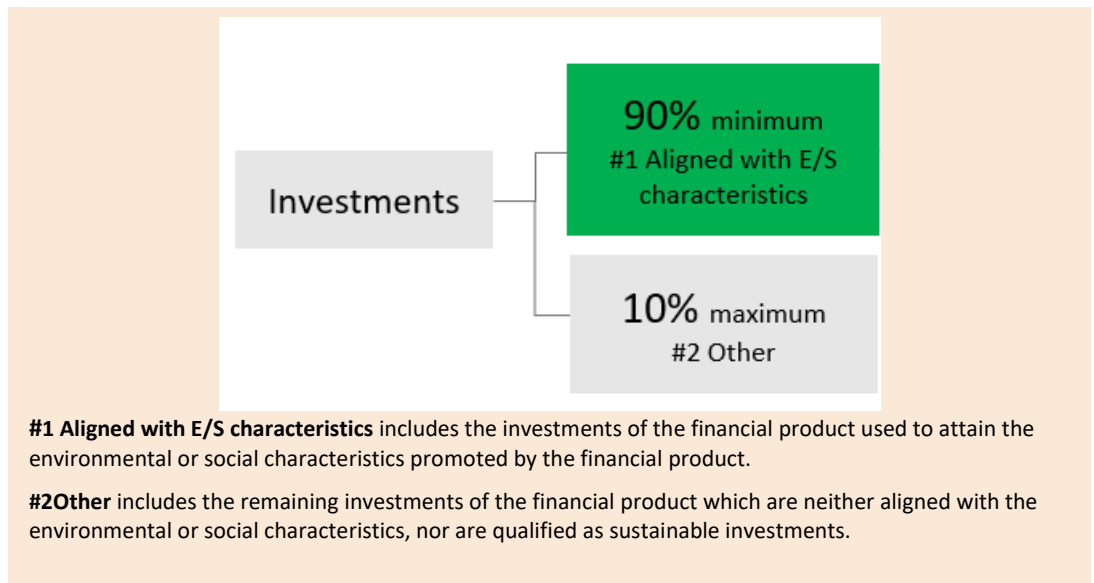 90% minimum
#1 Aligned with E/S
characteristics
Investments
10% maximum
#2 Other
#1 Aligned with E/S characteristics includes the investments of the financial product used to attain the
environmental or social characteristics promoted by the financial product.
#2Other includes the remaining investments of the financial product which are neither aligned with the
environmental or social characteristics, nor are qualified as sustainable investments.